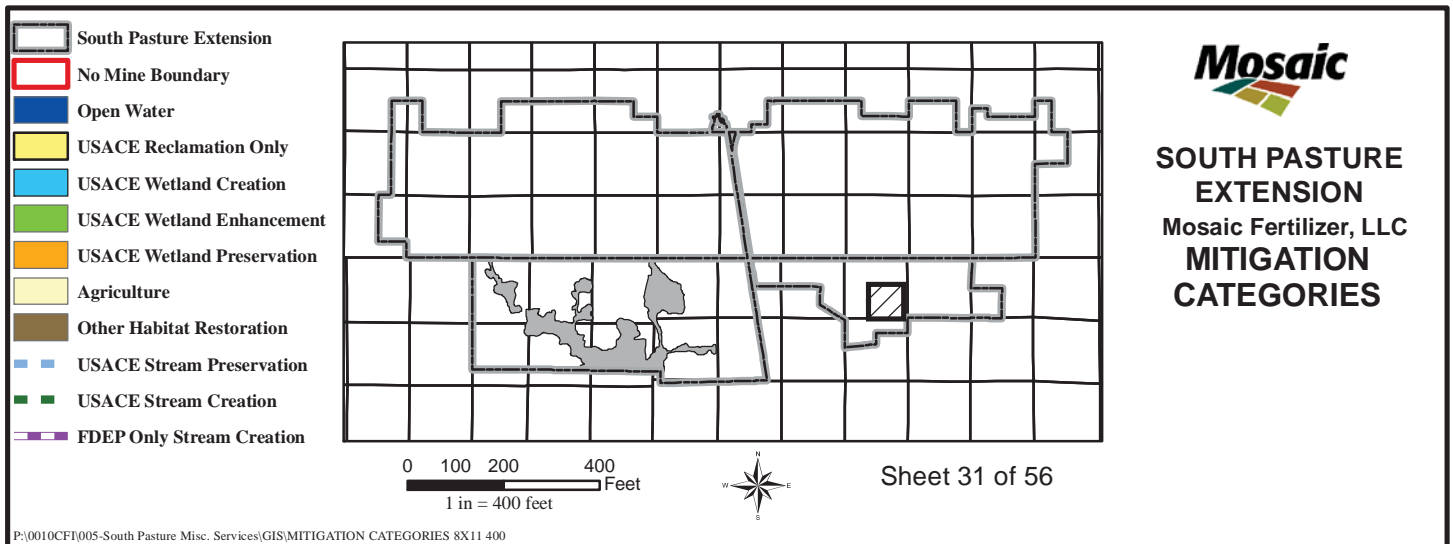 South Pasture Extension
No Mine Boundary
Open Water
USACE Reclamation Only
USACE Wetland Creation
USACE Wetland Enhancement
USACE Wetland Preservation
Agriculture
Other Habitat Restoration
USACE Stream Preservation
USACE Stream Creation
FDEP Only Stream Creation
0 100 200 400
Feet
1 in = 400 feet
N
W E
S
Sheet 31 of 56
Mosaic
SOUTH PASTURE
EXTENSION
Mosaic Fertilizer, LLC
MITIGATION
CATEGORIES
P:\0010CFI\005-South Pasture Misc. Services\GIS\MITIGATION CATEGORIES 8X11 400